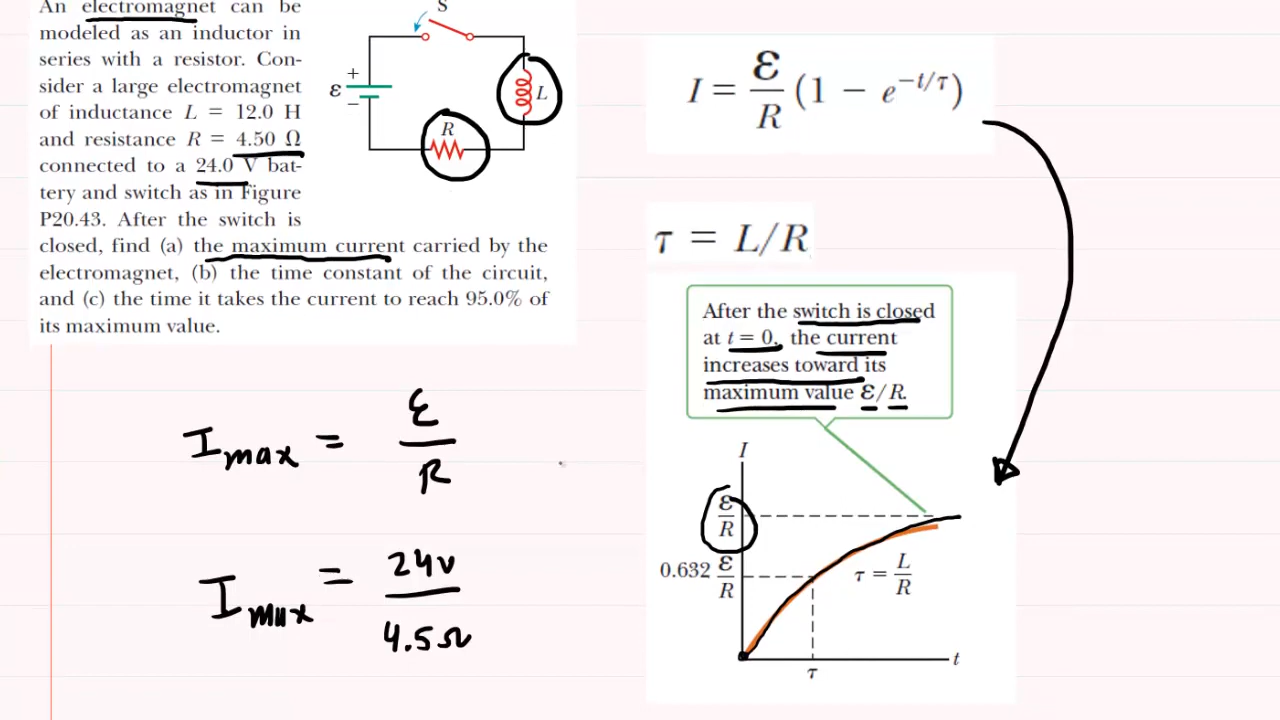 An electromagnet can be
modeled as an inductor in
series with a resistor. Con-
sider a large electromagnet
of inductance L = 12.0 H
and resistance R = 4.50 Ω
connected to a 24.0 V bat-
tery and switch as in Figure
P20.43. After the switch is
closed, find (a) the maximum current carried by the
electromagnet, (b) the time constant of the circuit,
and (c) the time it takes the current to reach 95.0% of
its maximum value.
S
+
ε
−
L
R
I = ε/R (1 − e^{−t/τ})
τ = L/R
After the switch is closed
at t = 0, the current
increases toward its
maximum value ε/R.
I
ε/R
0.632 ε/R
τ = L/R
τ
t
I max = ε/R
I max = 24v/4.5Ω